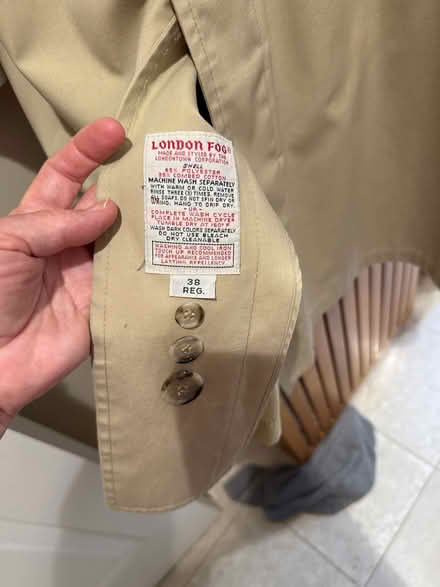 LONDON FOG®
MADE AND STYLED BY THE
LONDONTOWN CORPORATION
SHELL
65% POLYESTER
35% COMBED COTTON
MACHINE WASH SEPARATELY
WITH WARM OR COLD WATER
RINSE THREE(3) TIMES. REMOVE
ALL SOAPS. DO NOT SPIN DRY OR
WRING. HANG TO DRIP DRY.
-OR-
COMPLETE WASH CYCLE
PLACE IN MACHINE DRYER
TUMBLE DRY AT 160°F
WASH DARK COLORS SEPARATELY
DO NOT USE BLEACH
DRY CLEANABLE
WASHING AND COOL IRON
TOUCH UP RECOMMENDED
FOR APPEARANCE AND LONGER
LASTING REPELLENCY.
38
REG.